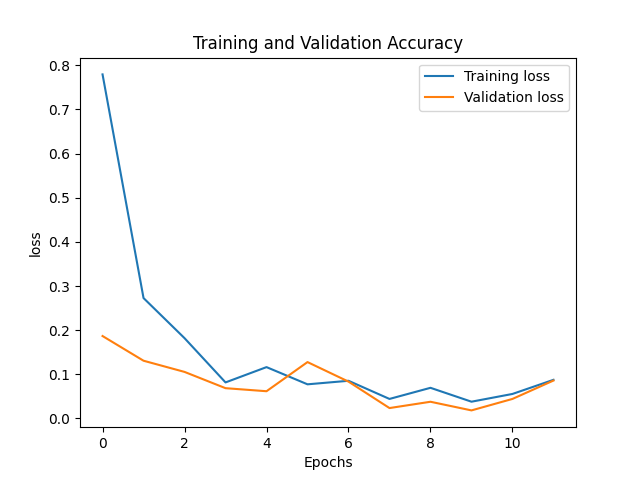 Training and Validation Accuracy
Training loss
Validation loss
0.8
0.7
0.6
0.5
0.4
0.3
0.2
0.1
0.0
loss
0 2 4 6 8 10
Epochs